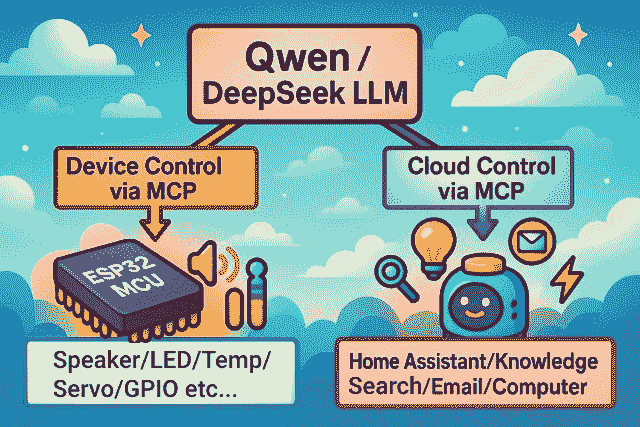 Qwen /
DeepSeek LLM
Device Control
via MCP
Cloud Control
via MCP
ESP32
MCU
Speaker/LED/Temp/
Servo/GPIO etc...
Home Assistant/Knowledge
Search/Email/Computer